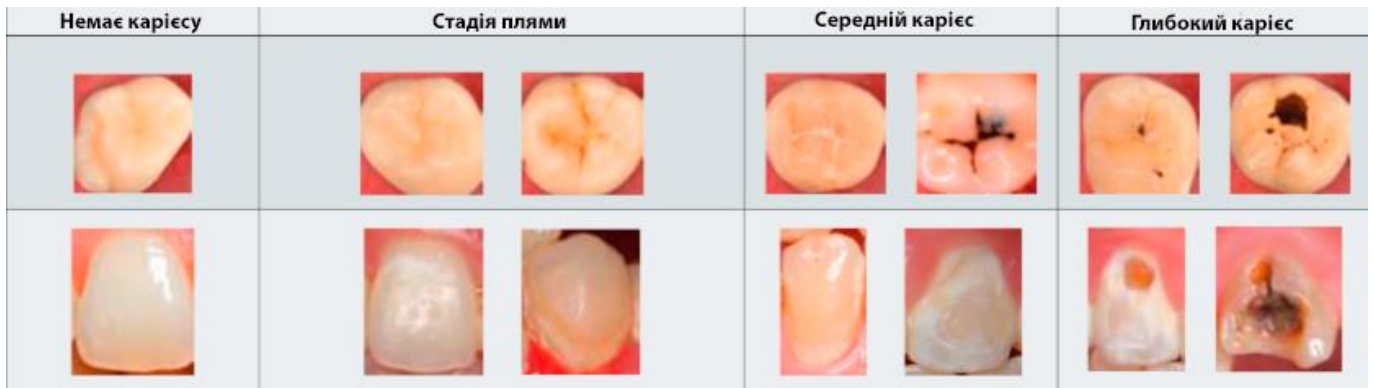 Немає карієсу
Стадія плями
Середній карієс
Глибокий карієс